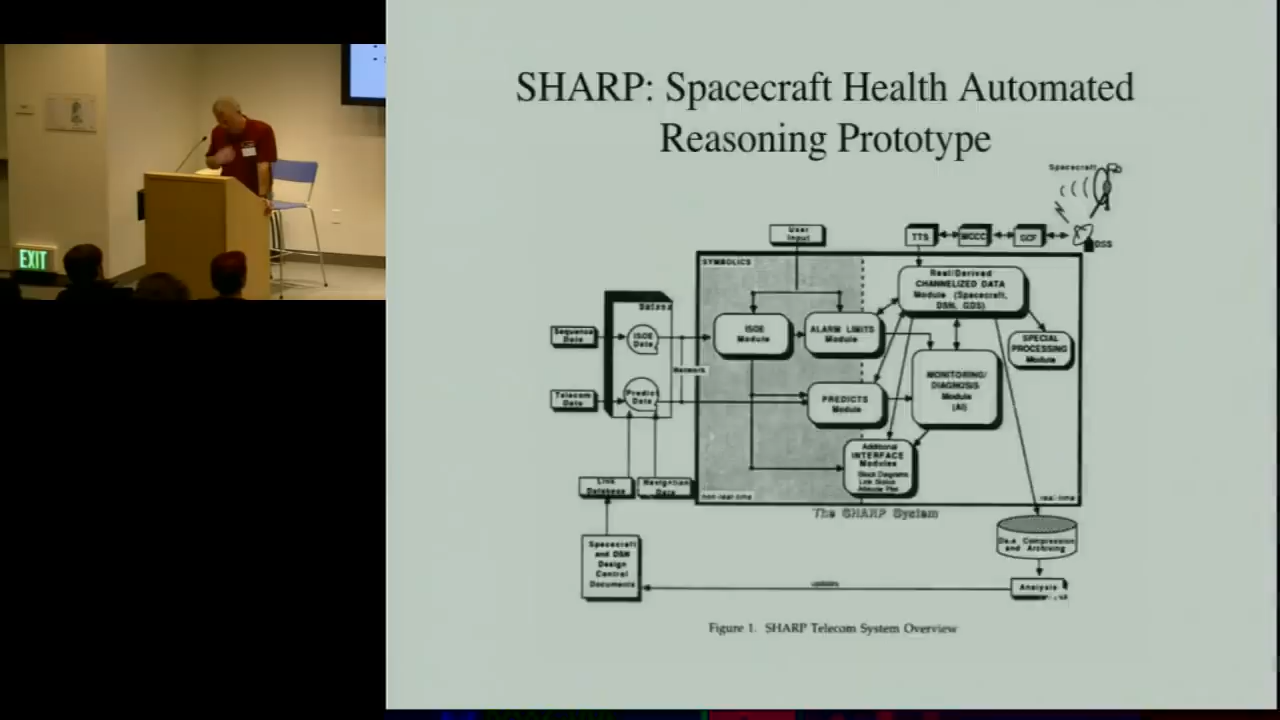 SHARP: Spacecraft Health Automated
Reasoning Prototype
Spacecraft
User
Input
TTS
MCCC
GCF
DSS
SYMBOLICS
Real/Derived
CHANNELIZED DATA
Module (Spacecraft,
DSN, GDS)
ISOE
Module
ALARM LIMITS
Module
SPECIAL
PROCESSING
Module
Sequence
Data
ISOE
Data
Network
MONITORING/
DIAGNOSIS
Module
(AI)
Telecom
Data
Predict
Data
PREDICTS
Module
Additional
INTERFACE
Modules
Block Diagrams
Link Status
Attitude Plot
Link
Database
Navigation
Data
non-real-time
real-time
The SHARP System
Data Compression
and Archiving
Spacecraft
and DSN
Design
Control
Documents
updates
Analysis
Figure 1. SHARP Telecom System Overview
EXIT